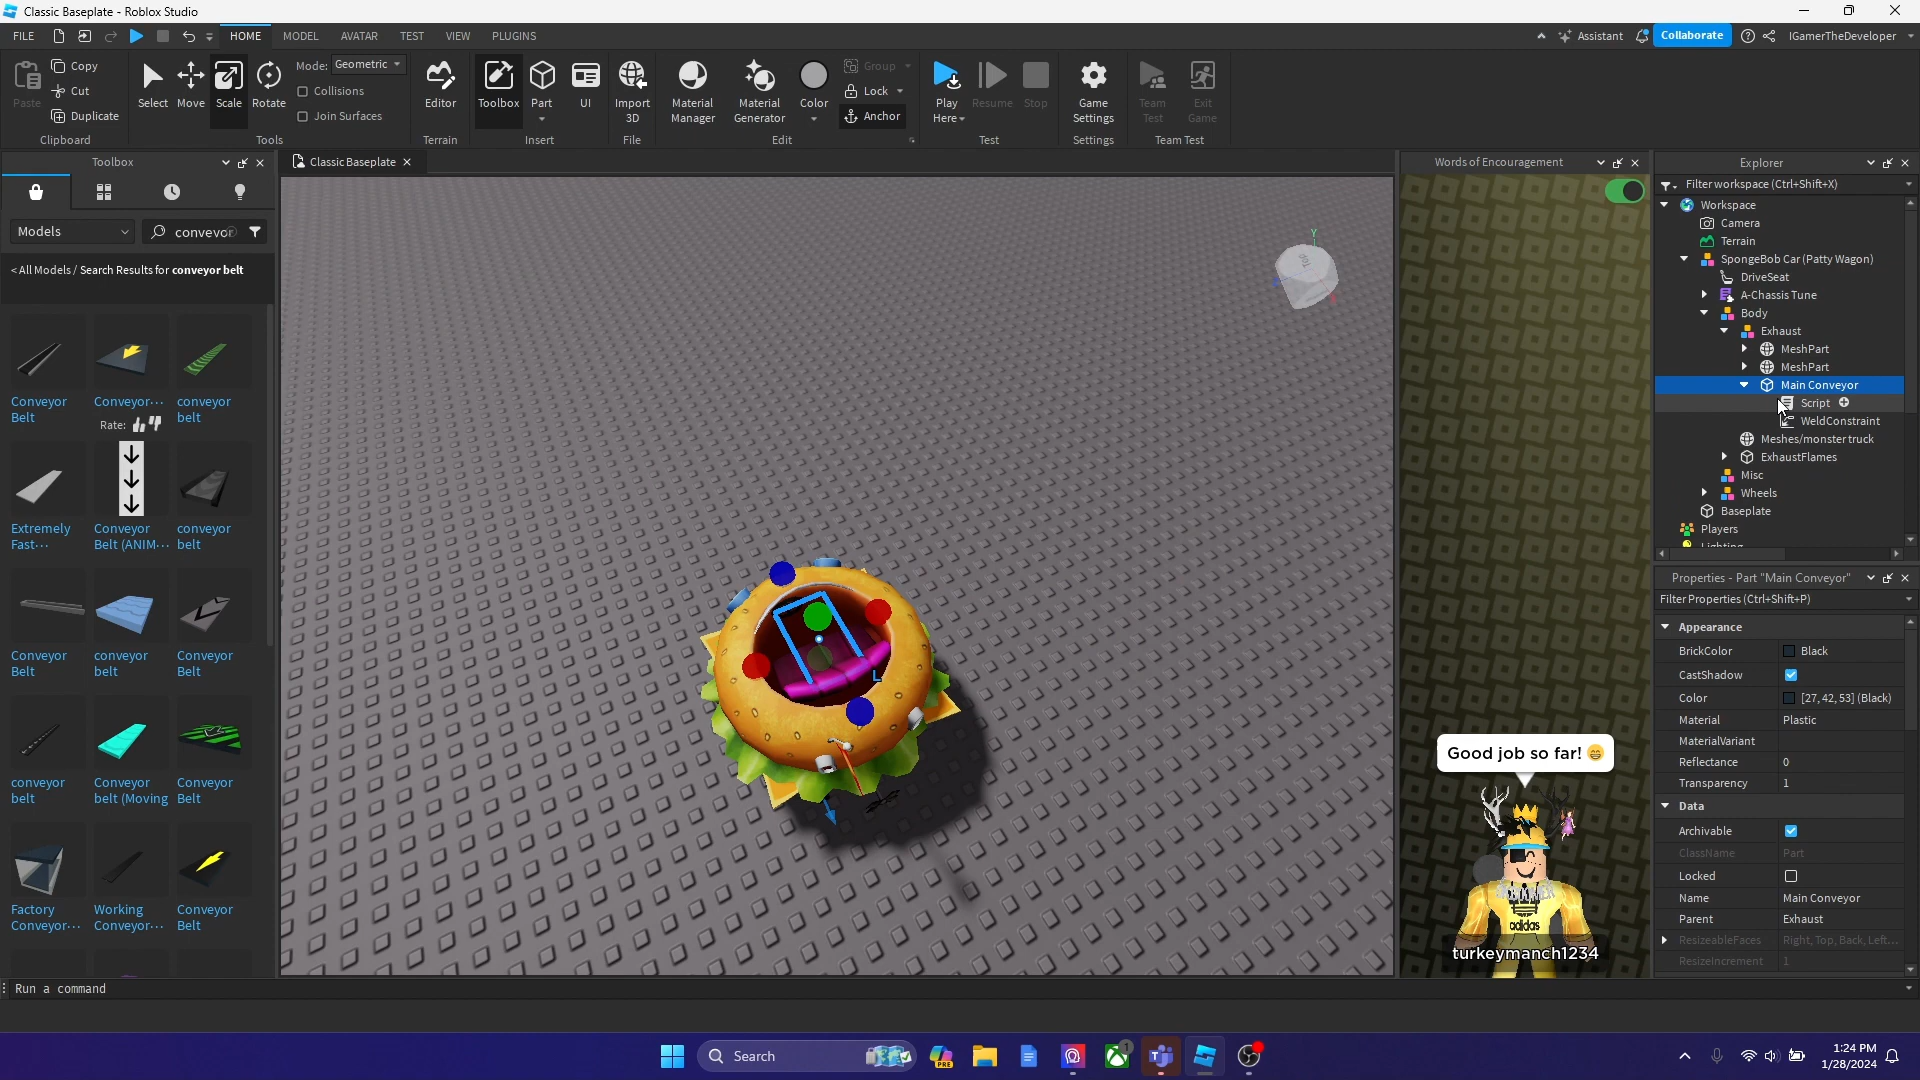 Classic Baseplate - Roblox Studio
FILE
HOME
MODEL
AVATAR
TEST
VIEW
PLUGINS
Assistant
Collaborate
IGamerTheDeveloper
Paste
Copy
Cut
Duplicate
Clipboard
Select
Move
Scale
Rotate
Mode: Geometric
Collisions
Join Surfaces
Tools
Editor
Terrain
Toolbox
Part
UI
Insert
Import
3D
File
Material
Manager
Material
Generator
Color
Group
Lock
Anchor
Edit
Play
Here
Resume
Stop
Test
Game
Settings
Settings
Team
Test
Exit
Game
Team Test
Toolbox
Models
conveyor
< All Models / Search Results for conveyor belt
Conveyor
Belt
Conveyor···
conveyor
belt
Rate:
Extremely
Fast···
Conveyor
Belt (ANIM···
conveyor
belt
Conveyor
Belt
conveyor
belt
Conveyor
Belt
conveyor
belt
Conveyor
belt (Moving
Conveyor
Belt
Factory
Conveyor···
Working
Conveyor···
Conveyor
Belt
Classic Baseplate
Y
L
Words of Encouragement
Good job so far! 😄
adidas
turkeymanch1234
Explorer
Filter workspace (Ctrl+Shift+X)
Workspace
Camera
Terrain
SpongeBob Car (Patty Wagon)
DriveSeat
A-Chassis Tune
Body
Exhaust
MeshPart
MeshPart
Main Conveyor
Script
WeldConstraint
Meshes/monster truck
ExhaustFlames
Misc
Wheels
Baseplate
Players
Lighting
Properties - Part "Main Conveyor"
Filter Properties (Ctrl+Shift+P)
Appearance
BrickColor Black
CastShadow
Color [27, 42, 53] (Black)
Material Plastic
MaterialVariant
Reflectance 0
Transparency 1
Data
Archivable
ClassName Part
Locked
Name Main Conveyor
Parent Exhaust
ResizeableFaces Right, Top, Back, Left...
ResizeIncrement 1
Run a command
Search
PRE
1
1:24 PM
1/28/2024